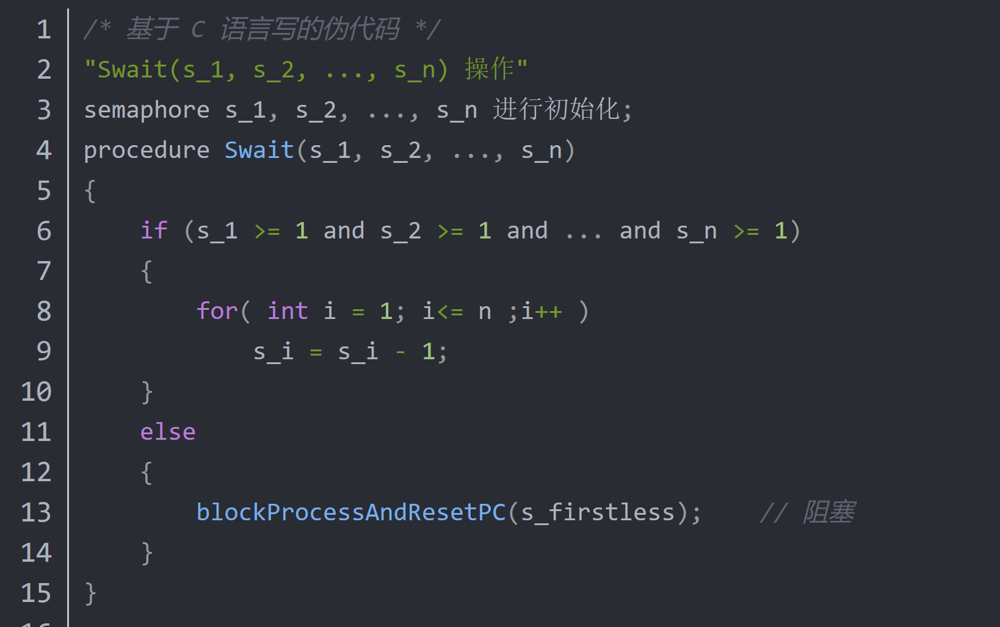 1 /* 基于 C 语言写的伪代码 */
2 "Swait(s_1, s_2, ..., s_n) 操作"
3 semaphore s_1, s_2, ..., s_n 进行初始化;
4 procedure Swait(s_1, s_2, ..., s_n)
5 {
6 if (s_1 >= 1 and s_2 >= 1 and ... and s_n >= 1)
7 {
8 for( int i = 1; i<= n ;i++ )
9 s_i = s_i - 1;
10 }
11 else
12 {
13 blockProcessAndResetPC(s_firstless); // 阻塞
14 }
15 }